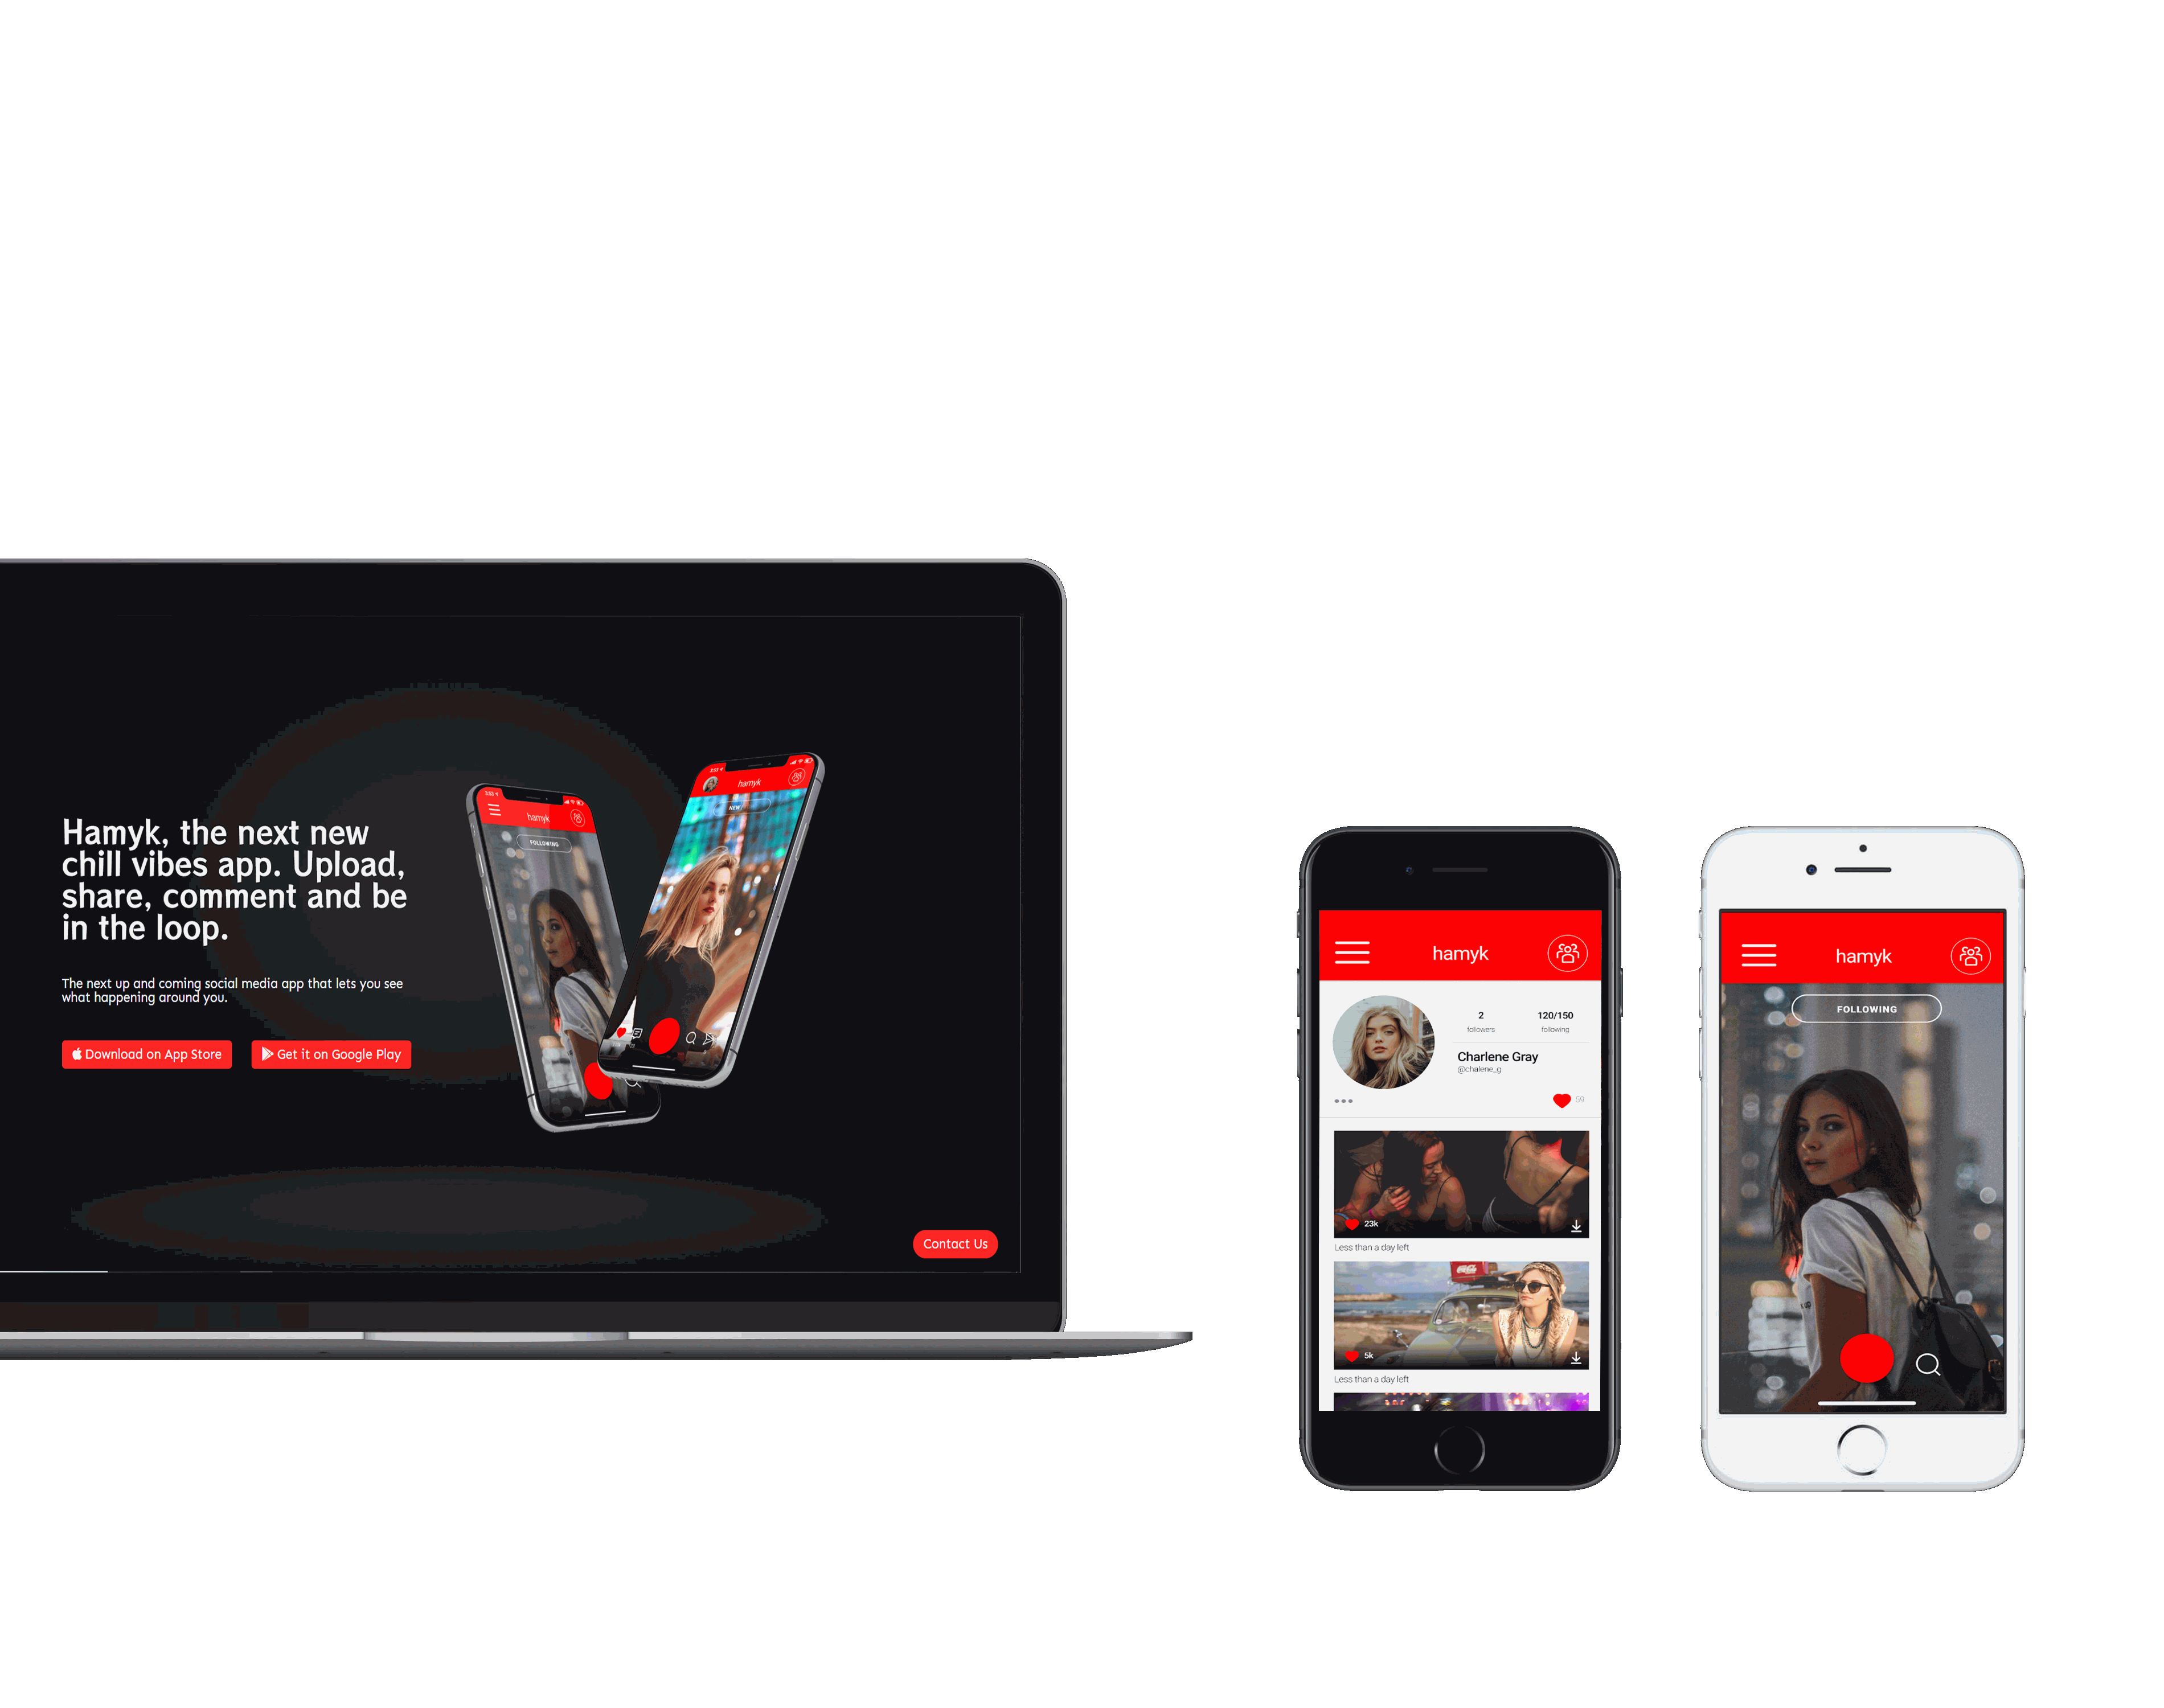 Hamyk, the next new
chill vibes app. Upload,
share, comment and be
in the loop.
The next up and coming social media app that lets you see
what happening around you.
Download on App Store
Get it on Google Play
hamyk
FOLLOWING
hamyk
NEW
Contact Us
hamyk
2
120/150
followers
following
Charlene Gray
@chalene_g
59
23k
Less than a day left
Coca-Cola
5k
Less than a day left
hamyk
FOLLOWING